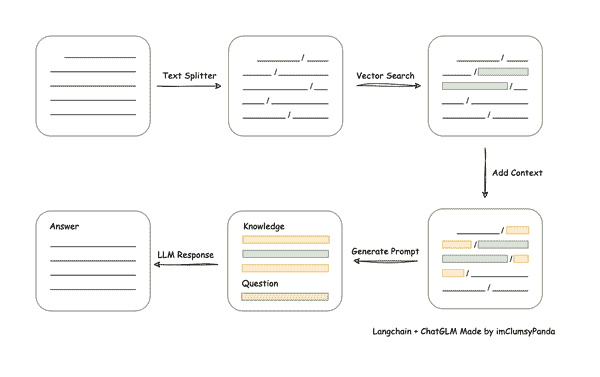 Text Splitter
Vector Search
Add Context
Answer
LLM Response
Knowledge
Question
Generate Prompt
Langchain + ChatGLM Made by imClumsyPanda